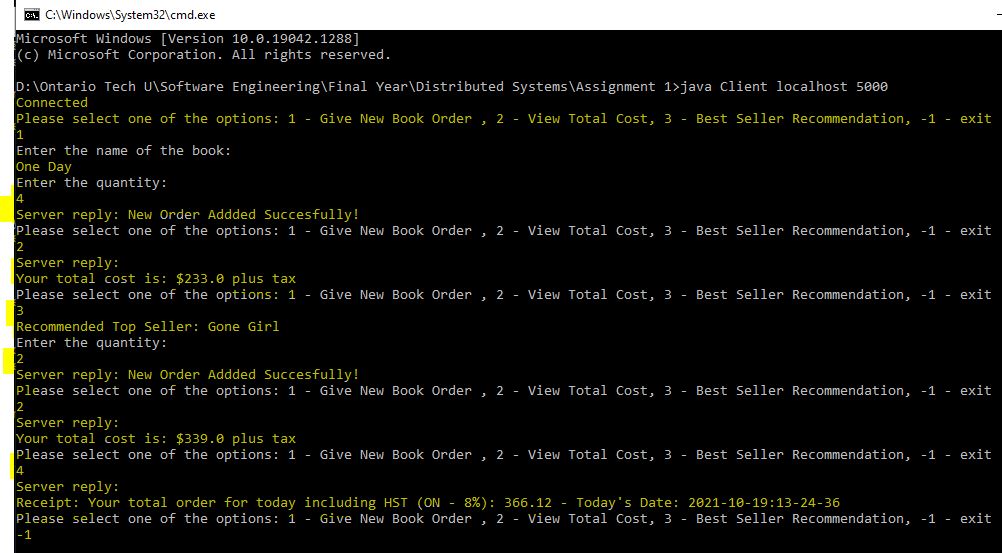 C:\Windows\System32\cmd.exe
Microsoft Windows [Version 10.0.19042.1288]
(c) Microsoft Corporation. All rights reserved.
D:\Ontario Tech U\Software Engineering\Final Year\Distributed Systems\Assignment 1>java Client localhost 5000
Connected
Please select one of the options: 1 - Give New Book Order , 2 - View Total Cost, 3 - Best Seller Recommendation, -1 - exit
1
Enter the name of the book:
One Day
Enter the quantity:
4
Server reply: New Order Addded Succesfully!
Please select one of the options: 1 - Give New Book Order , 2 - View Total Cost, 3 - Best Seller Recommendation, -1 - exit
2
Server reply:
Your total cost is: $233.0 plus tax
Please select one of the options: 1 - Give New Book Order , 2 - View Total Cost, 3 - Best Seller Recommendation, -1 - exit
3
Recommended Top Seller: Gone Girl
Enter the quantity:
2
Server reply: New Order Addded Succesfully!
Please select one of the options: 1 - Give New Book Order , 2 - View Total Cost, 3 - Best Seller Recommendation, -1 - exit
2
Server reply:
Your total cost is: $339.0 plus tax
Please select one of the options: 1 - Give New Book Order , 2 - View Total Cost, 3 - Best Seller Recommendation, -1 - exit
4
Server reply:
Receipt: Your total order for today including HST (ON - 8%): 366.12 - Today's Date: 2021-10-19:13-24-36
Please select one of the options: 1 - Give New Book Order , 2 - View Total Cost, 3 - Best Seller Recommendation, -1 - exit
-1